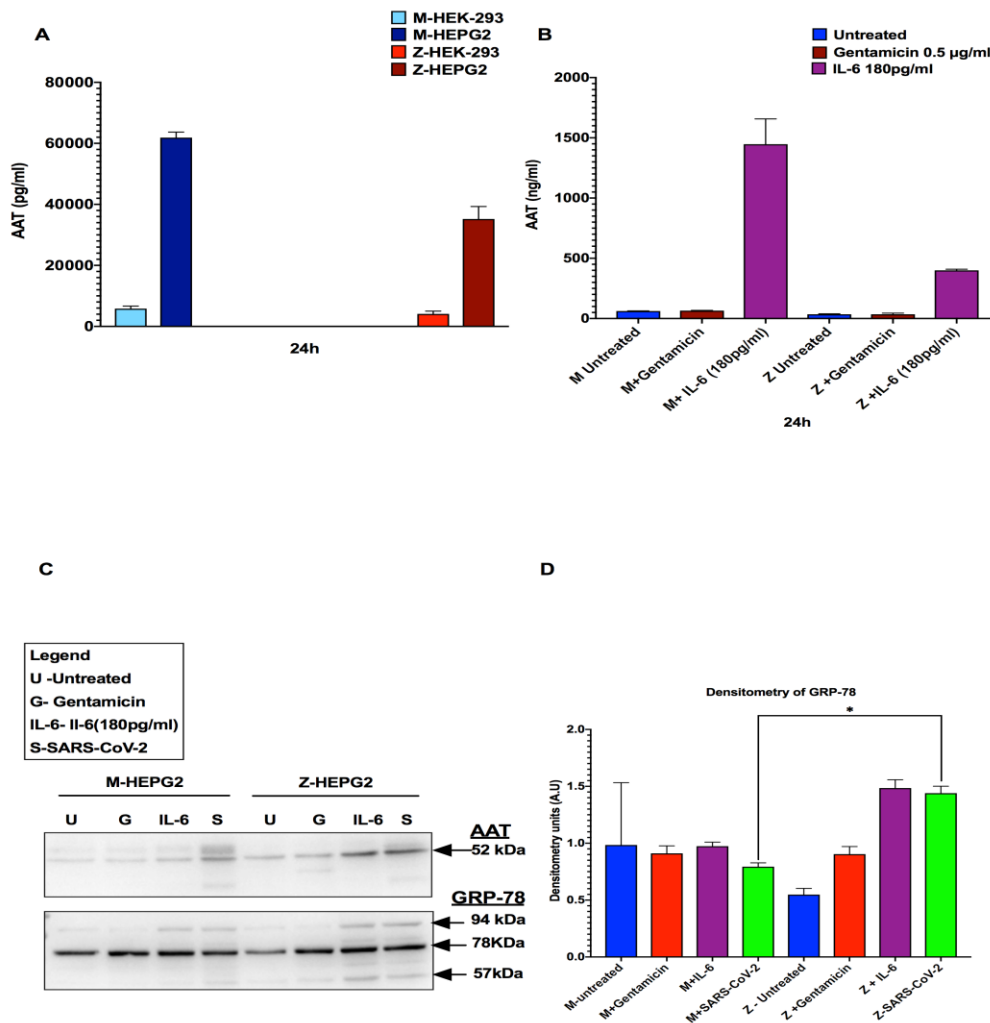 A
M-HEK-293
M-HEPG2
Z-HEK-293
Z-HEPG2
AAT (pg/ml)
80000
60000
40000
20000
0
24h
B
Untreated
Gentamicin 0.5 µg/ml
IL-6 180pg/ml
AAT (ng/ml)
2000
1500
1000
500
0
M Untreated
M+Gentamicin
M+ IL-6 (180pg/ml)
Z Untreated
Z +Gentamicin
Z +IL-6 (180pg/ml)
24h
C
Legend
U -Untreated
G- Gentamicin
IL-6- Il-6(180pg/ml)
S-SARS-CoV-2
M-HEPG2 Z-HEPG2
U G IL-6 S U G IL-6 S
AAT
52 kDa
GRP-78
94 kDa
78KDa
57kDa
D
Densitometry of GRP-78
*
Densitometry units (A.U)
2.0
1.5
1.0
0.5
0.0
M-untreated
M+Gentamicin
M+IL-6
M+SARS-CoV-2
Z - Untreated
Z +Gentamicin
Z + IL-6
Z-SARS-CoV-2